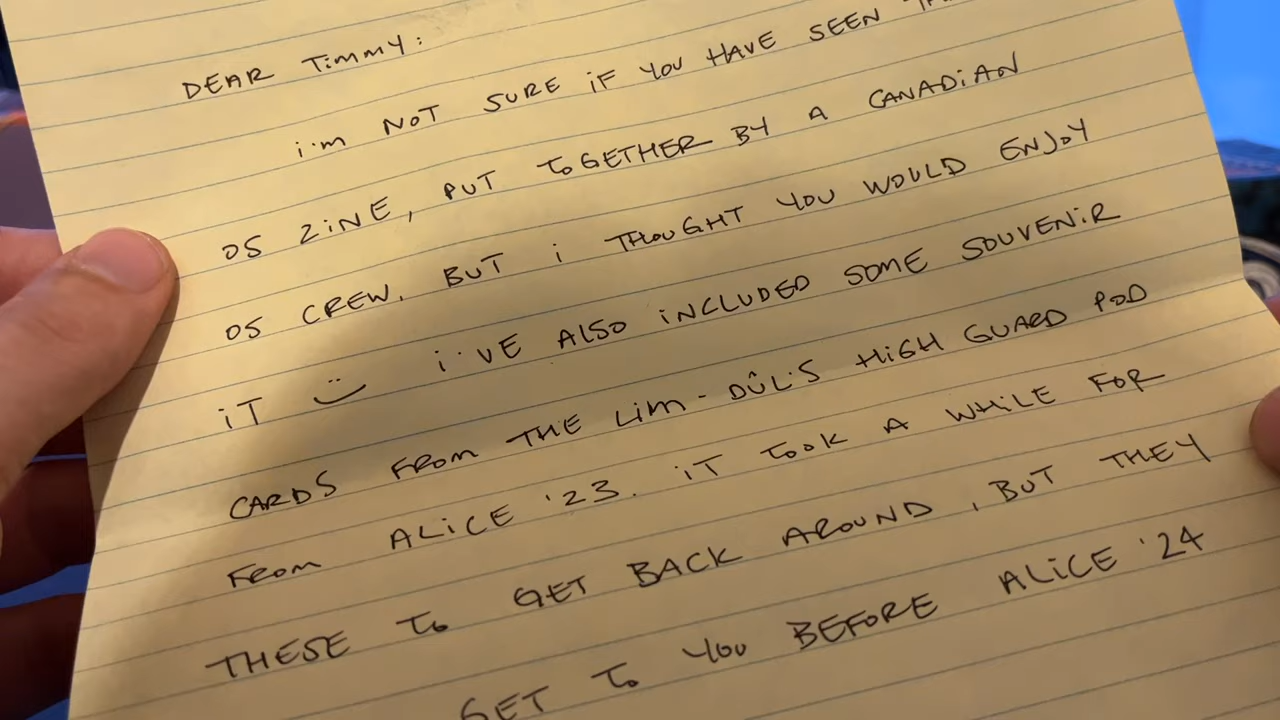 DEAR TimmY:
i'm NOT SURE iF YOU HAVE SEEN
OS ZiNE, PUT ToGETHER BY A CANADiAN
OS CREW, BUT i THOUGHT YOU WOULD ENJOY
iT :) i'VE ALSO iNCLUDED SOME SOUVENiR
CARDS FROM THE Lim-DÛL'S HiGH GUARD POD
FROM ALiCE '23. iT TOOK A WHiLE FOR
THESE To GET BACK AROUND, BUT THEY
GET To YOU BEFORE ALiCE '24